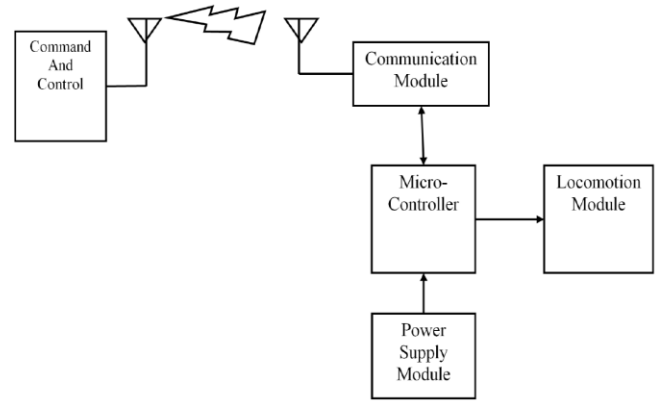 Command
And
Control
Communication
Module
Micro-
Controller
Locomotion
Module
Power
Supply
Module